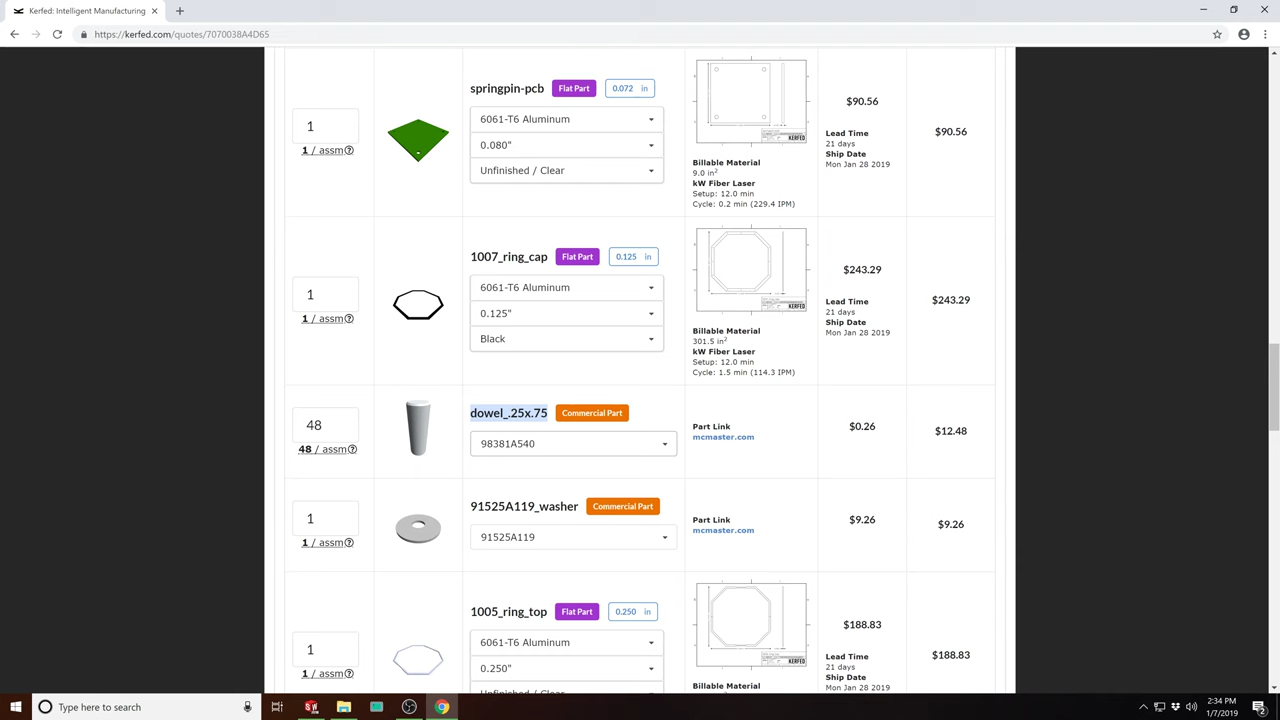 Kerfed: Intelligent Manufacturing
https://kerfed.com/quotes/7070038A4D65
springpin-pcb Flat Part 0.072 in
1
1 / assm
6061-T6 Aluminum
0.080"
Unfinished / Clear
KERFED
Billable Material
9.0 in²
kW Fiber Laser
Setup: 12.0 min
Cycle: 0.2 min (229.4 IPM)
$90.56
Lead Time
21 days
Ship Date
Mon Jan 28 2019
$90.56
1007_ring_cap Flat Part 0.125 in
1
1 / assm
6061-T6 Aluminum
0.125"
Black
KERFED
Billable Material
301.5 in²
kW Fiber Laser
Setup: 12.0 min
Cycle: 1.5 min (114.3 IPM)
$243.29
Lead Time
21 days
Ship Date
Mon Jan 28 2019
$243.29
dowel_.25x.75 Commercial Part
48
48 / assm
98381A540
Part Link
mcmaster.com
$0.26
$12.48
91525A119_washer Commercial Part
1
1 / assm
91525A119
Part Link
mcmaster.com
$9.26
$9.26
1005_ring_top Flat Part 0.250 in
1
1 / assm
6061-T6 Aluminum
0.250"
Unfinished / Clear
KERFED
Billable Material
$188.83
Lead Time
21 days
Ship Date
Mon Jan 28 2019
$188.83
Type here to search
2:34 PM
1/7/2019
2